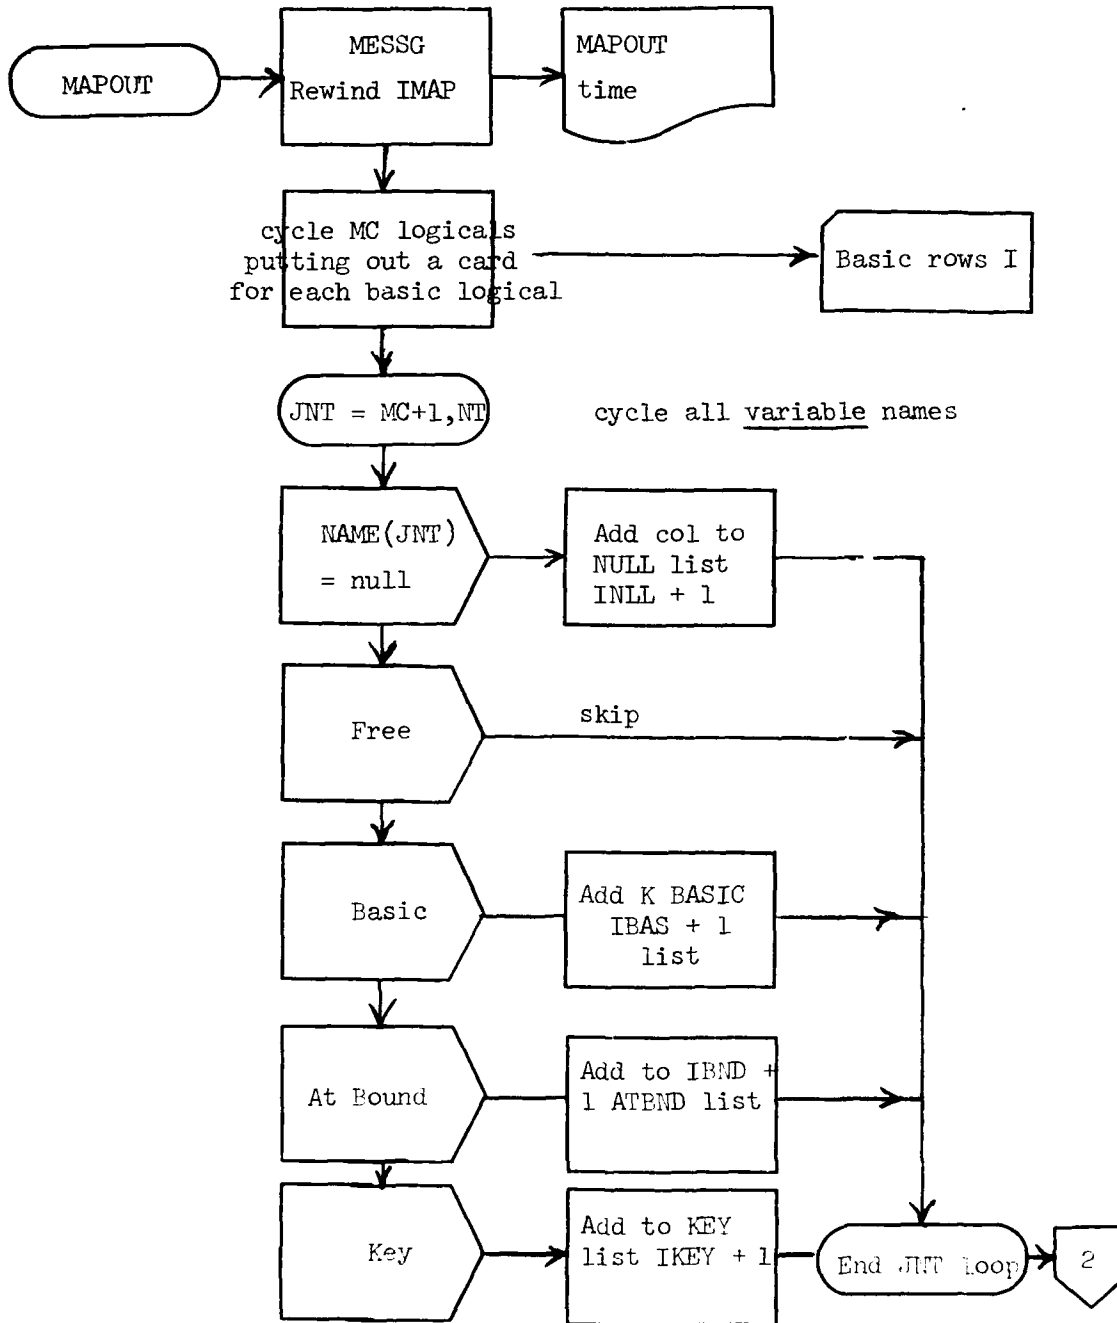 MAPOUT
MESSG
Rewind IMAP
MAPOUT
time
cycle MC logicals
putting out a card
for each basic logical
Basic rows I
JNT = MC+1,NT
cycle all variable names
NAME(JNT)
= null
Add col to
NULL list
INLL + 1
Free
skip
Basic
Add K BASIC
IBAS + 1
list
At Bound
Add to IBND +
1 ATBND list
Key
Add to KEY
list IKEY + 1
End JNT loop
2